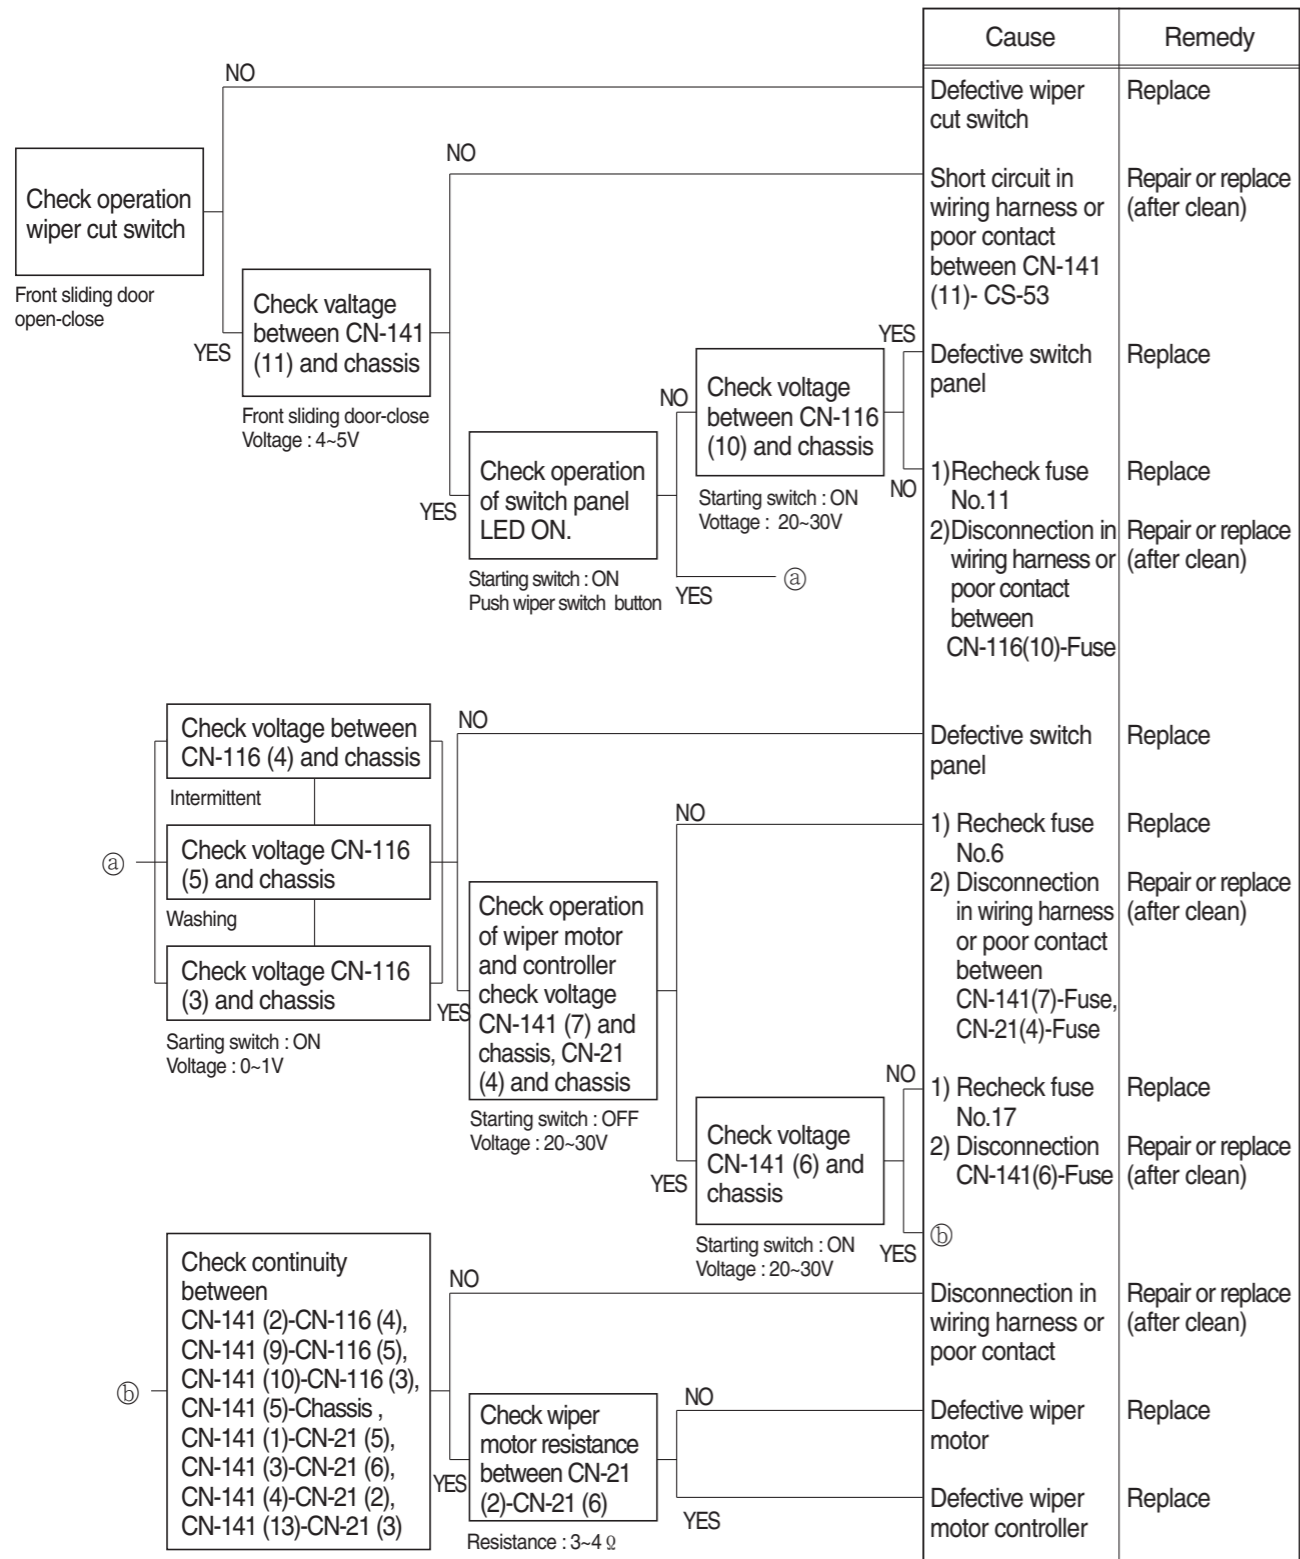 Cause
Remedy
NO
Defective wiper
cut switch
Replace
Check operation
wiper cut switch
Front sliding door
open-close
NO
Short circuit in
wiring harness or
poor contact
between CN-141
(11)- CS-53
Repair or replace
(after clean)
YES
Check valtage
between CN-141
(11) and chassis
Front sliding door-close
Voltage : 4~5V
YES
Defective switch
panel
Replace
NO
Check voltage
between CN-116
(10) and chassis
Starting switch : ON
Vottage : 20~30V
YES
Check operation
of switch panel
LED ON.
Starting switch : ON
Push wiper switch button
NO
1)Recheck fuse
No.11
Replace
2)Disconnection in
wiring harness or
poor contact
between
CN-116(10)-Fuse
Repair or replace
(after clean)
YES
ⓐ
Check voltage between
CN-116 (4) and chassis
Intermittent
NO
Defective switch
panel
Replace
ⓐ
Check voltage CN-116
(5) and chassis
Washing
Check voltage CN-116
(3) and chassis
Sarting switch : ON
Voltage : 0~1V
NO
1) Recheck fuse
No.6
Replace
2) Disconnection
in wiring harness
or poor contact
between
CN-141(7)-Fuse,
CN-21(4)-Fuse
Repair or replace
(after clean)
YES
Check operation
of wiper motor
and controller
check voltage
CN-141 (7) and
chassis, CN-21
(4) and chassis
Starting switch : OFF
Voltage : 20~30V
NO
1) Recheck fuse
No.17
Replace
2) Disconnection
CN-141(6)-Fuse
Repair or replace
(after clean)
YES
Check voltage
CN-141 (6) and
chassis
Starting switch : ON
Voltage : 20~30V
YES
ⓑ
ⓑ
Check continuity
between
CN-141 (2)-CN-116 (4),
CN-141 (9)-CN-116 (5),
CN-141 (10)-CN-116 (3),
CN-141 (5)-Chassis ,
CN-141 (1)-CN-21 (5),
CN-141 (3)-CN-21 (6),
CN-141 (4)-CN-21 (2),
CN-141 (13)-CN-21 (3)
NO
Disconnection in
wiring harness or
poor contact
Repair or replace
(after clean)
YES
Check wiper
motor resistance
between CN-21
(2)-CN-21 (6)
Resistance : 3~4 Ω
NO
Defective wiper
motor
Replace
YES
Defective wiper
motor controller
Replace